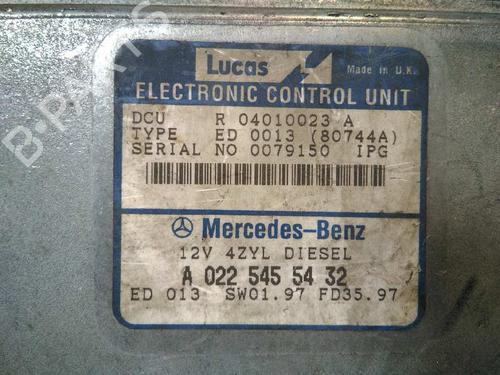 Lucas
Made in U.K.
ELECTRONIC CONTROL UNIT
DCU R 04010023 A
TYPE ED 0013 (80744A)
SERIAL NO 0079150 IPG
Mercedes-Benz
12V 4ZYL DIESEL
A 022 545 54 32
ED 013 SW01.97 FD35.97
B-PARTS